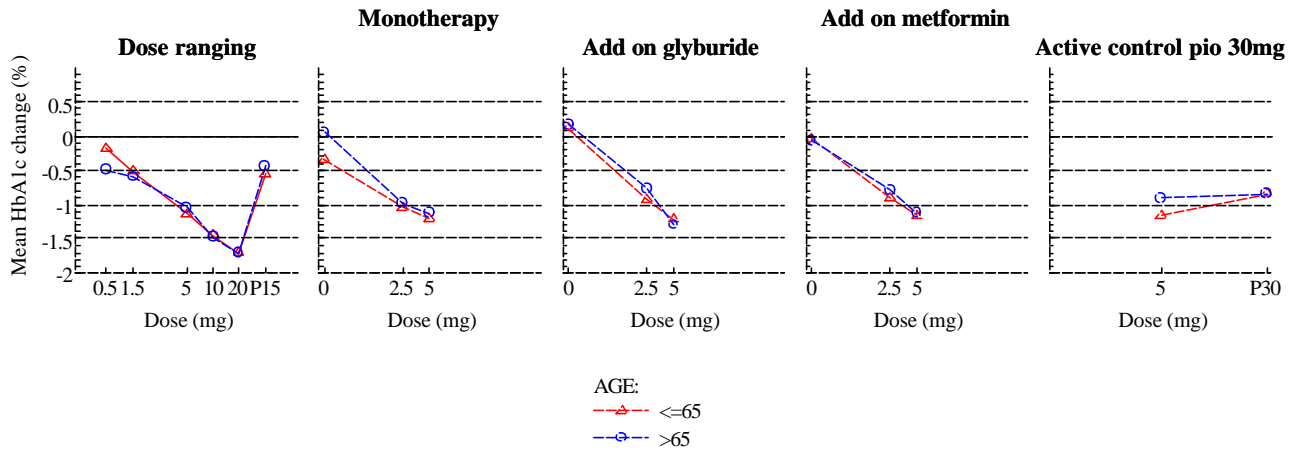 Monotherapy
Add on metformin
Dose ranging
Add on glyburide
Active control pio 30mg
Mean HbA1c change (%)
0.5
0
-0.5
-1
-1.5
-2
0.5 1.5 5 10 20 P15
0 2.5 5
0 2.5 5
0 2.5 5
5 P30
Dose (mg)
Dose (mg)
Dose (mg)
Dose (mg)
Dose (mg)
AGE:
<=65
>65